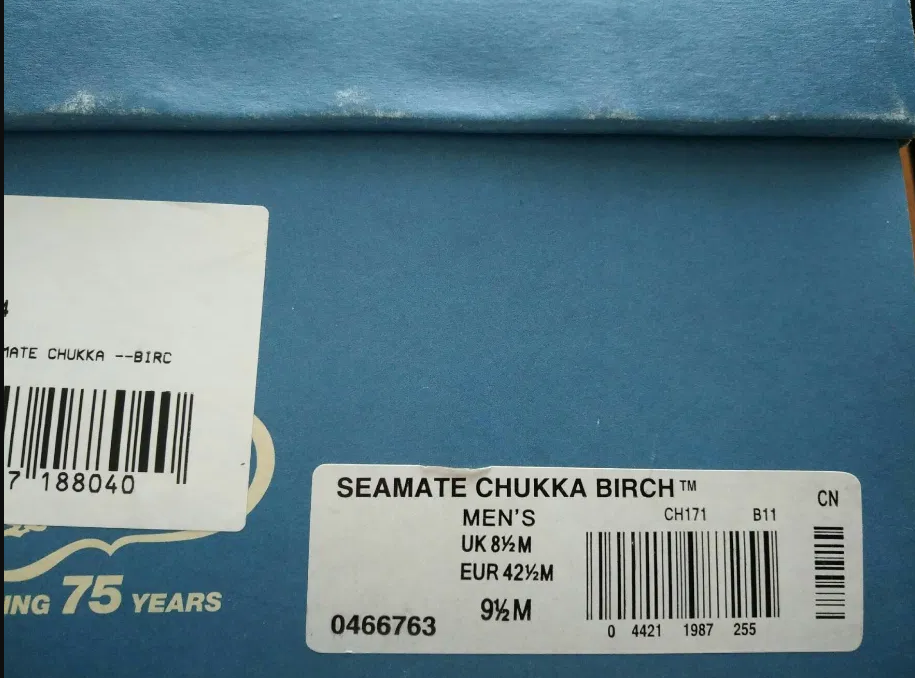 4
MATE CHUKKA --BIRC
7 188040
ING 75 YEARS
SEAMATE CHUKKA BIRCH™
MEN'S
CH171 B11
CN
UK 8½M
EUR 42½M
9½M
0466763
0 4421 1987 255